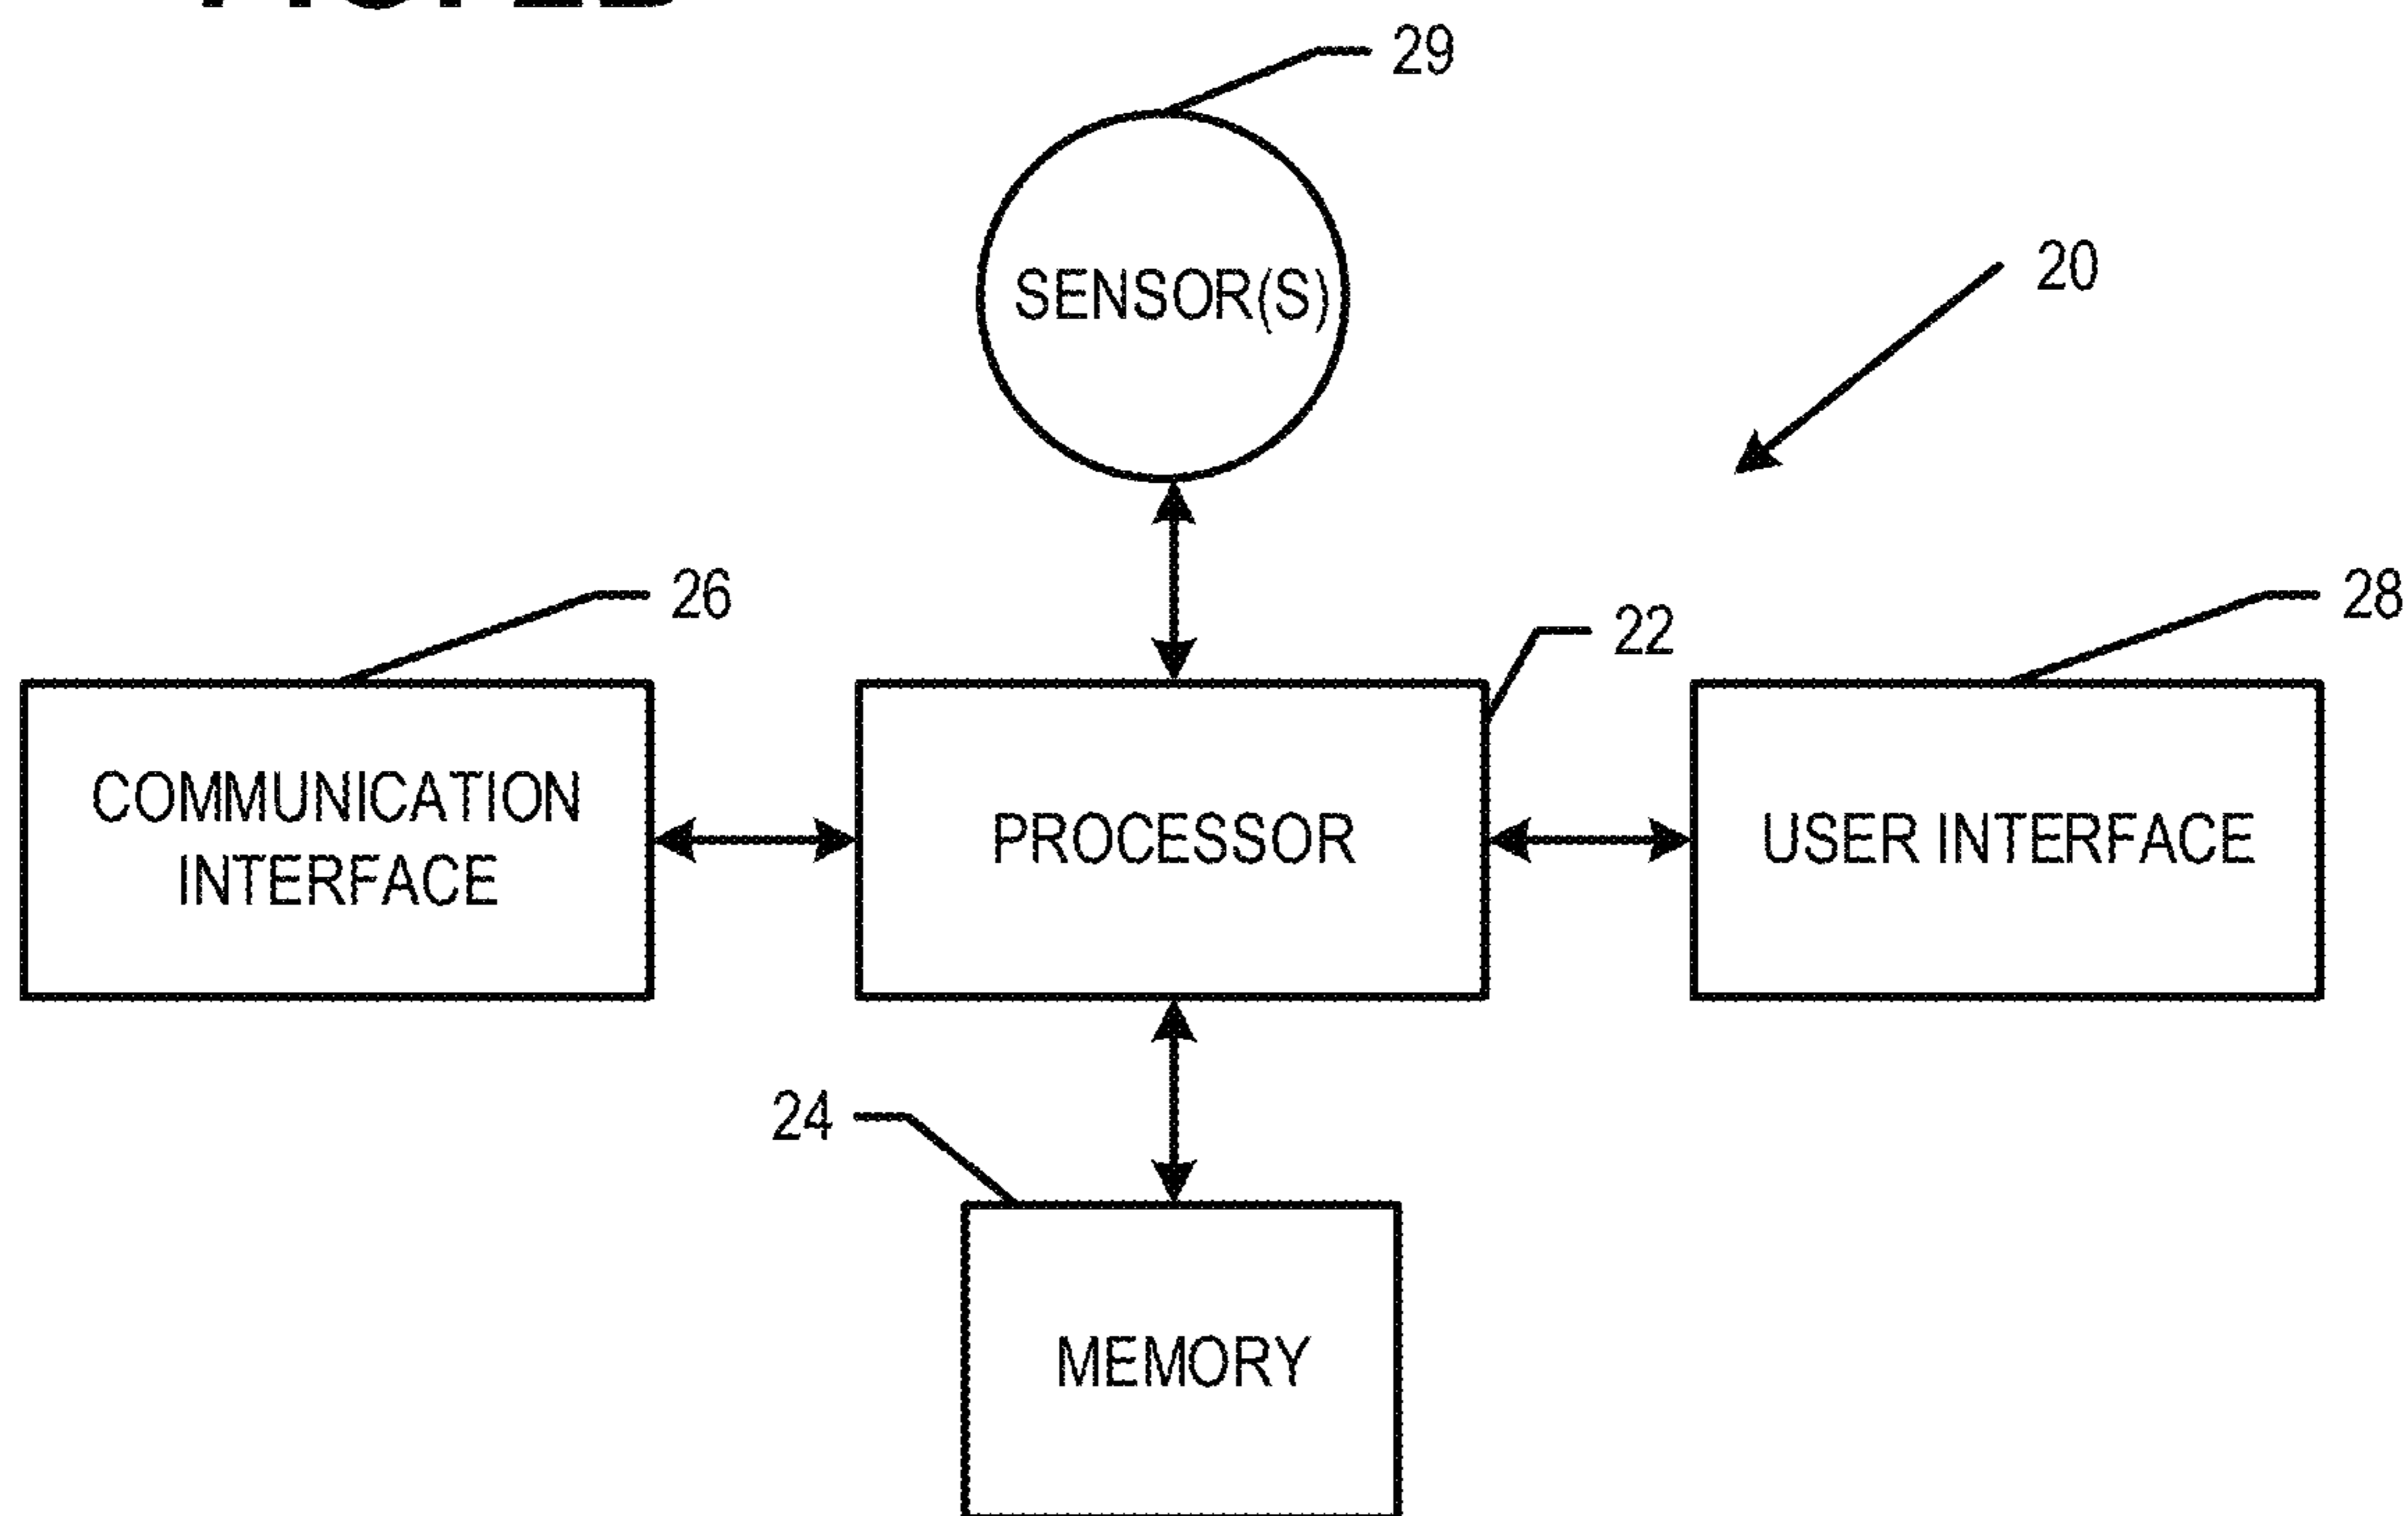 29
SENSOR(S)
20
26
22
28
COMMUNICATION
INTERFACE
PROCESSOR
USER INTERFACE
24
MEMORY